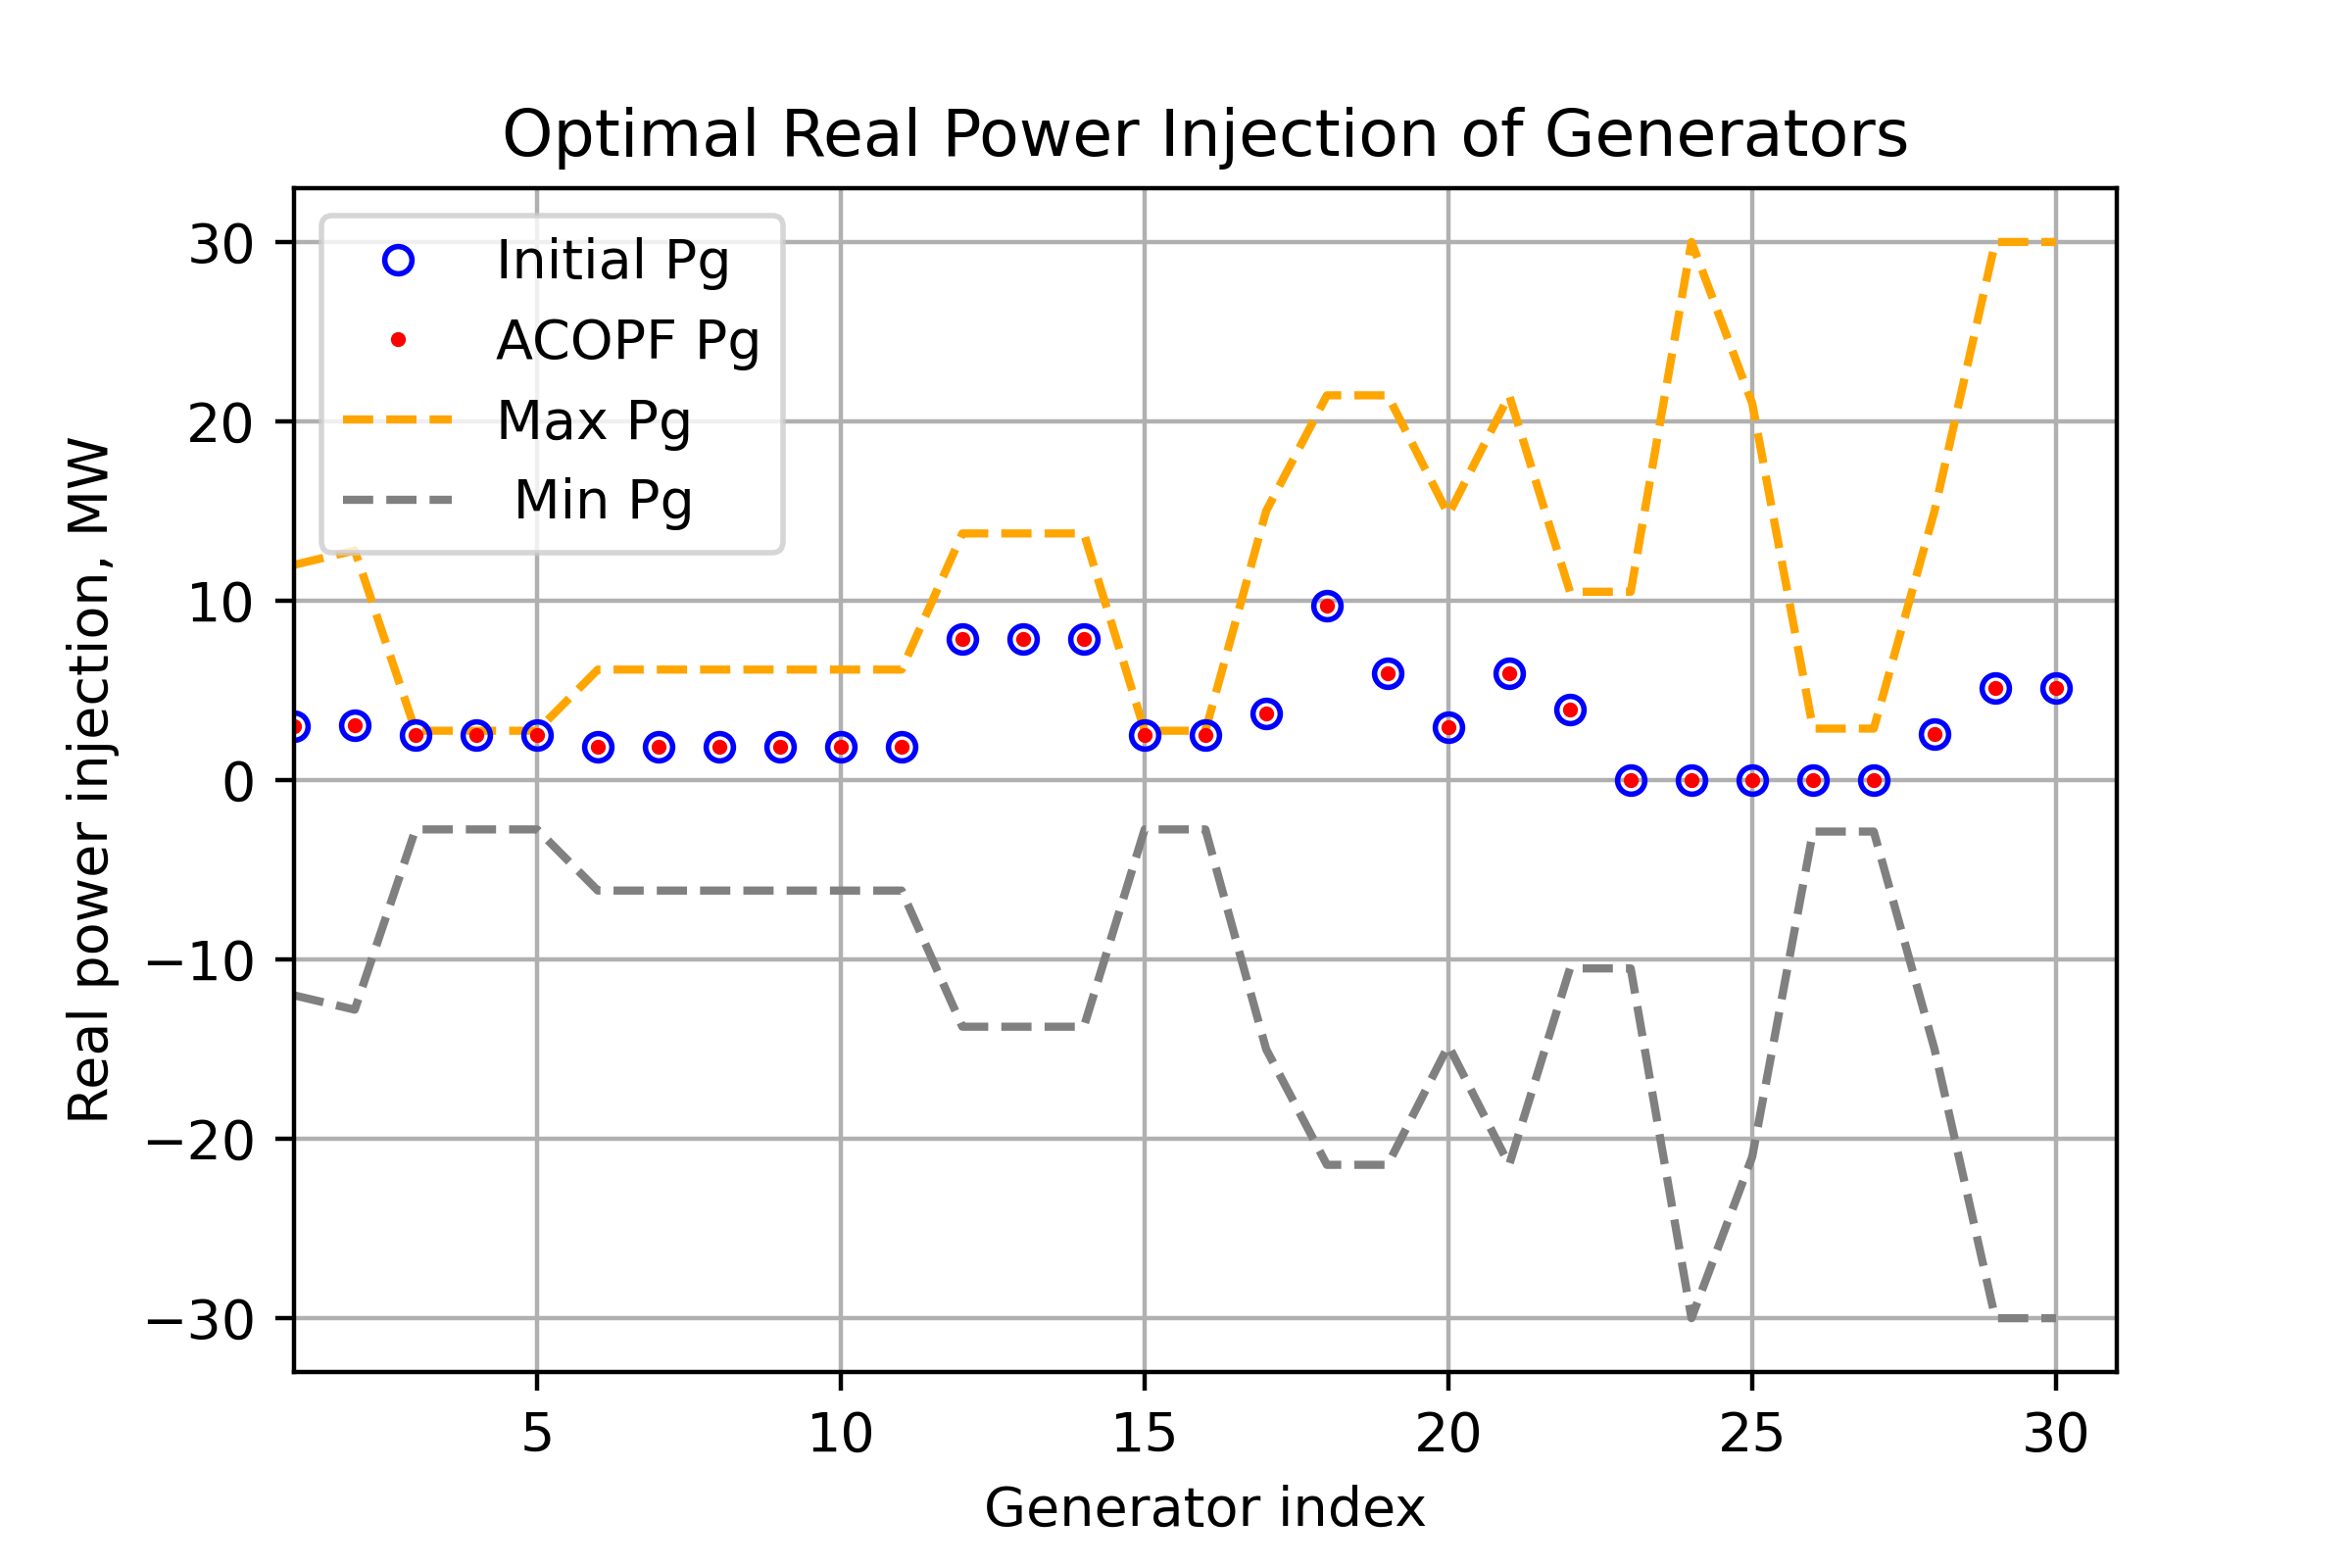 Optimal Real Power Injection of Generators
Initial Pg
ACOPF Pg
Max Pg
Min Pg
Real power injection, MW
30
20
10
0
−10
−20
−30
5 10 15 20 25 30
Generator index